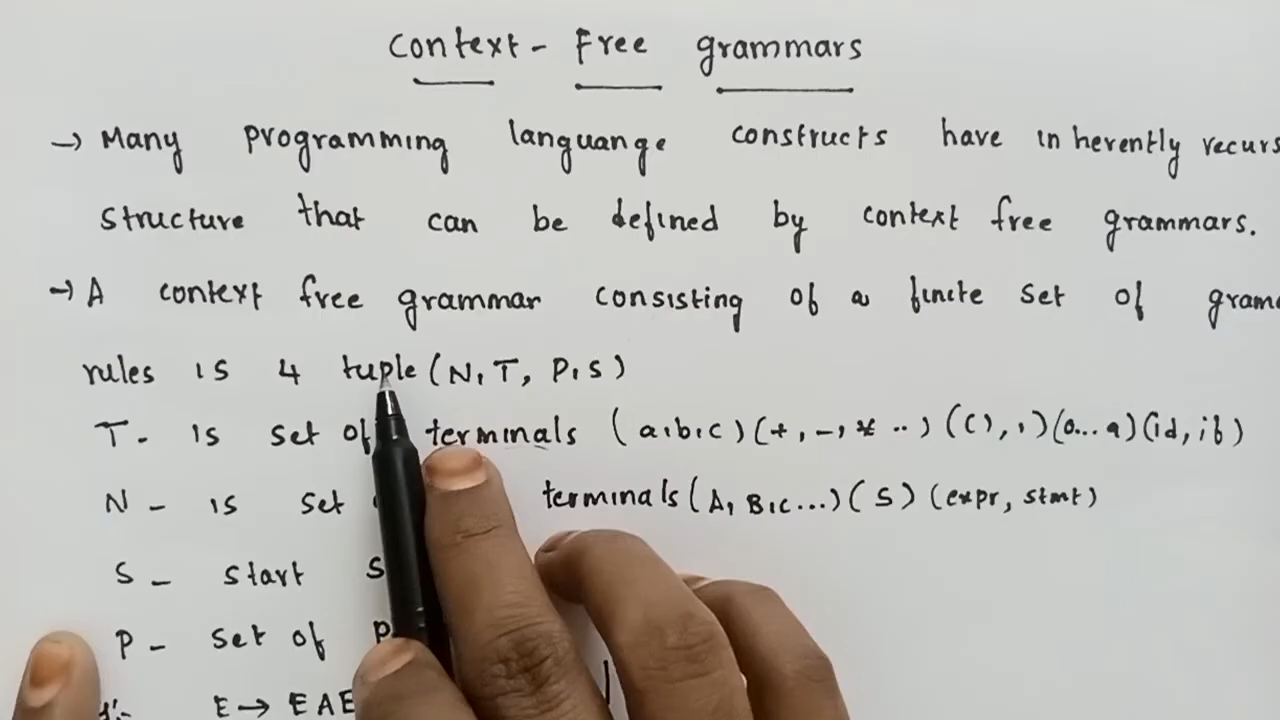 Context - Free grammars
→ Many programming languange constructs have in herently recurs
structure that can be defined by context free grammars.
→ A context free grammar consisting of a finite set of gram
rules is 4 tuple (N, T, P, S)
T - is set of terminals (a, b, c) (+, -, * ..) ( ( ), , ) (0...9) (id, if)
N - is set terminals (A, B, C ...) (S) (expr, stmt)
S - start S
P - set of P
E → EAE